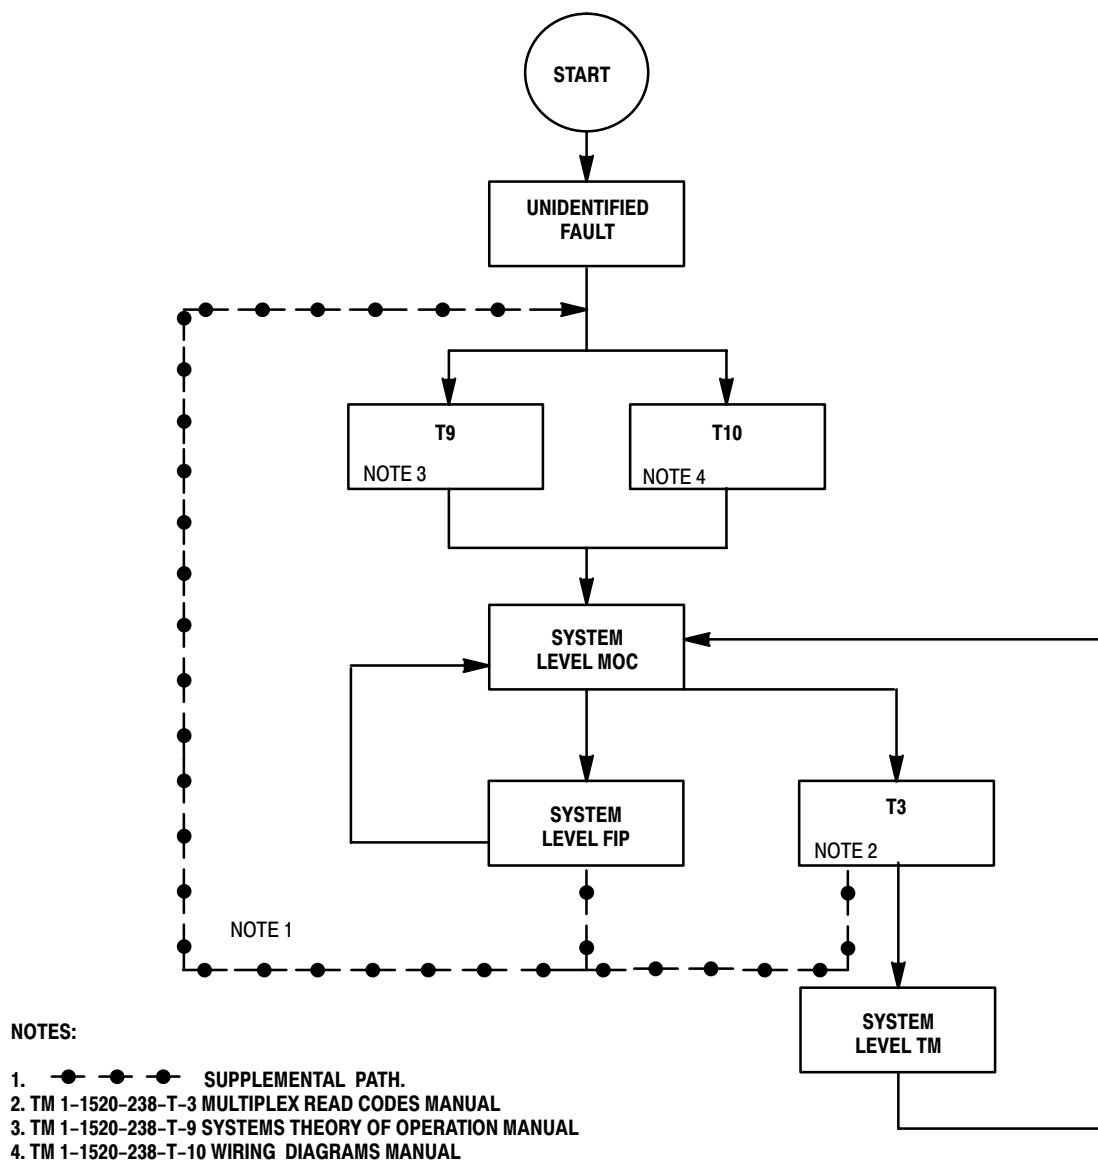 START
UNIDENTIFIED
FAULT
T9
NOTE 3
T10
NOTE 4
SYSTEM
LEVEL MOC
SYSTEM
LEVEL FIP
T3
NOTE 2
NOTE 1
SYSTEM
LEVEL TM
NOTES:
1. SUPPLEMENTAL PATH.
2. TM 1-1520-238-T-3 MULTIPLEX READ CODES MANUAL
3. TM 1-1520-238-T-9 SYSTEMS THEORY OF OPERATION MANUAL
4. TM 1-1520-238-T-10 WIRING DIAGRAMS MANUAL